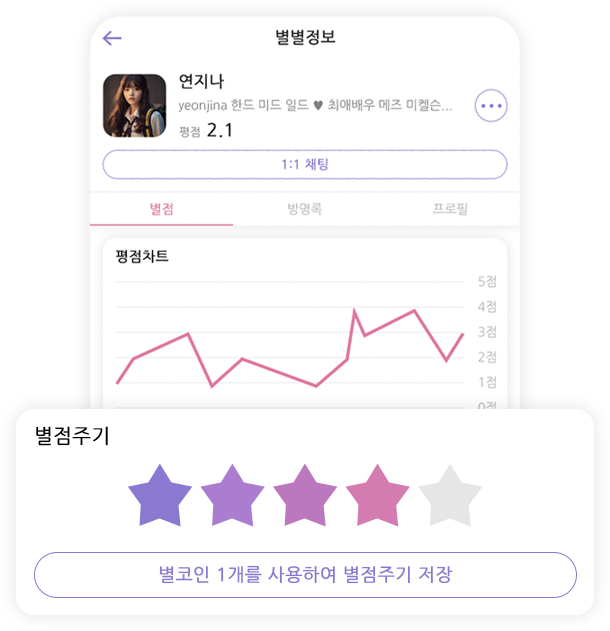 별별정보
연지나
yeonjina 한드 미드 일드 ♥ 최애배우 메즈 미켈슨...
평점 2.1
1:1 채팅
별점 방명록 프로필
평점차트
5점
4점
3점
2점
1점
0점
별점주기
별코인 1개를 사용하여 별점주기 저장